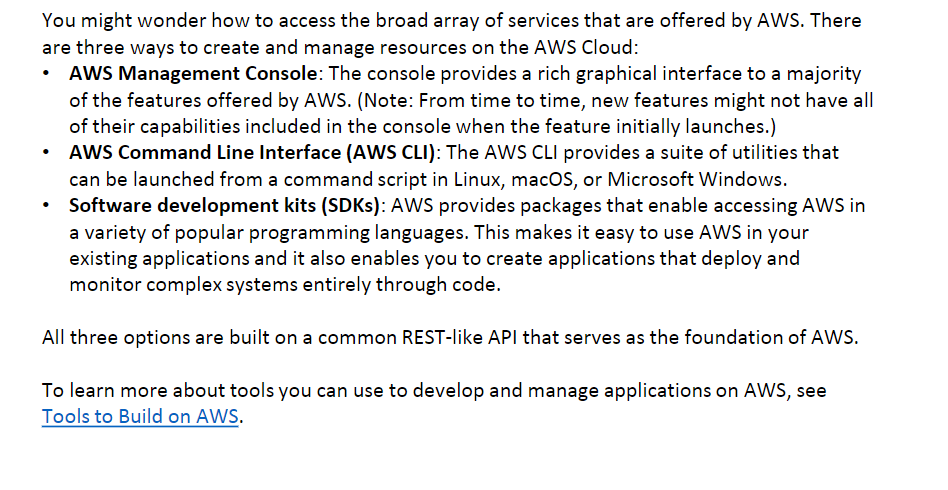 You might wonder how to access the broad array of services that are offered by AWS. There
are three ways to create and manage resources on the AWS Cloud:
• AWS Management Console: The console provides a rich graphical interface to a majority
of the features offered by AWS. (Note: From time to time, new features might not have all
of their capabilities included in the console when the feature initially launches.)
• AWS Command Line Interface (AWS CLI): The AWS CLI provides a suite of utilities that
can be launched from a command script in Linux, macOS, or Microsoft Windows.
• Software development kits (SDKs): AWS provides packages that enable accessing AWS in
a variety of popular programming languages. This makes it easy to use AWS in your
existing applications and it also enables you to create applications that deploy and
monitor complex systems entirely through code.
All three options are built on a common REST-like API that serves as the foundation of AWS.
To learn more about tools you can use to develop and manage applications on AWS, see
Tools to Build on AWS.